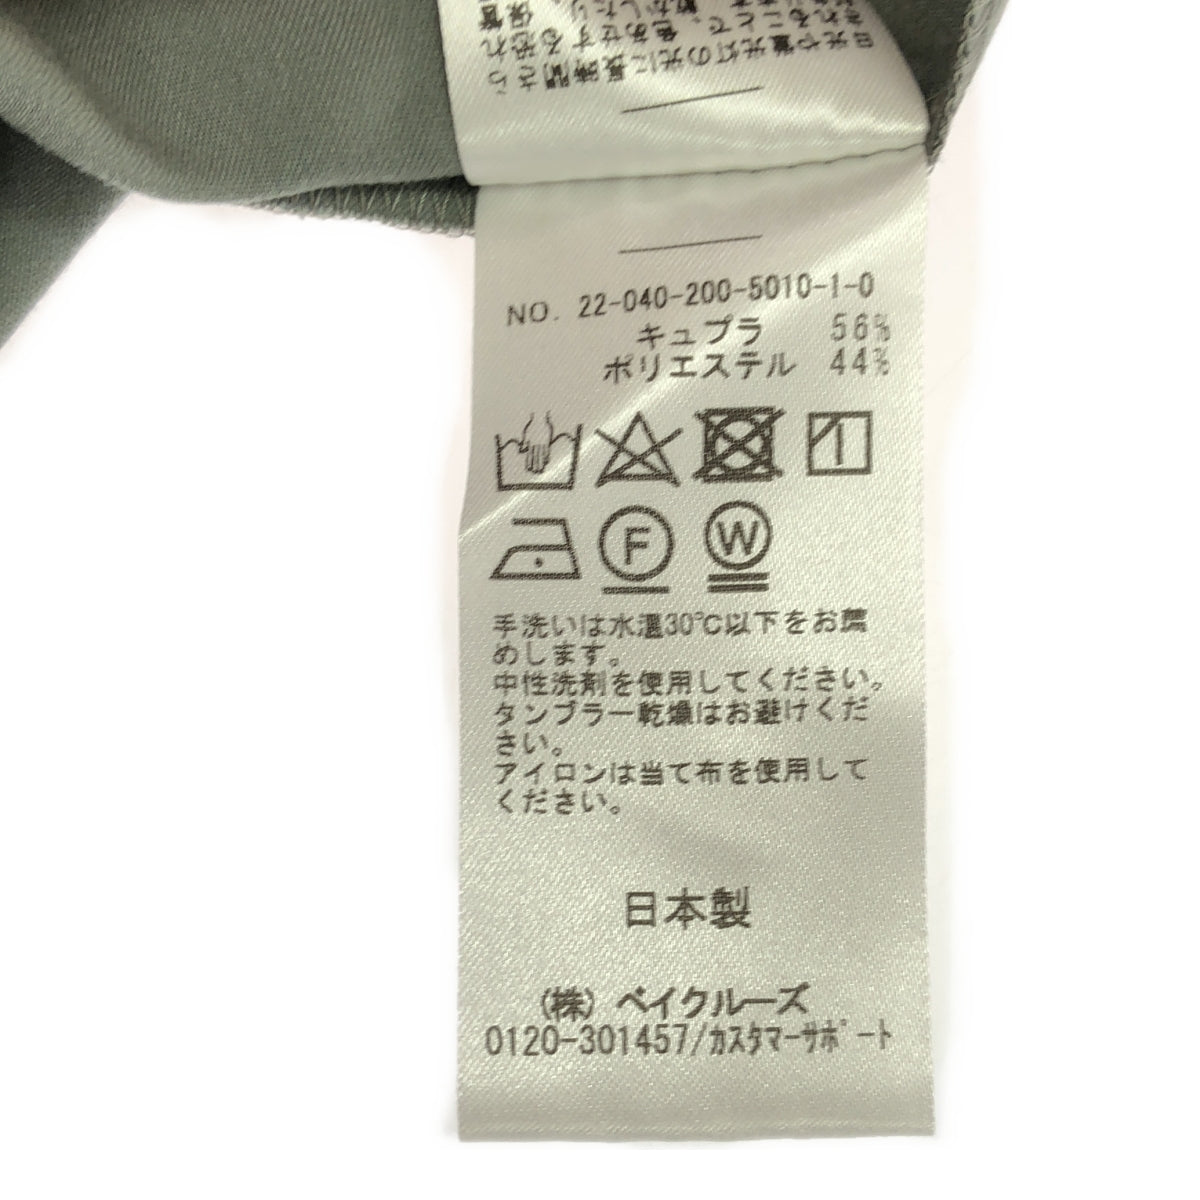 NO. 22-040-200-5010-1-0
キュプラ 56%
ポリエステル 44%
F
W
手洗いは水温30℃以下をお薦
めします。
中性洗剤を使用してください。
タンブラー乾燥はお避けくだ
さい。
アイロンは当て布を使用して
ください。
日本製
(株) ベイクルーズ
0120-301457/ｶｽﾀﾏｰｻﾎﾟｰﾄ